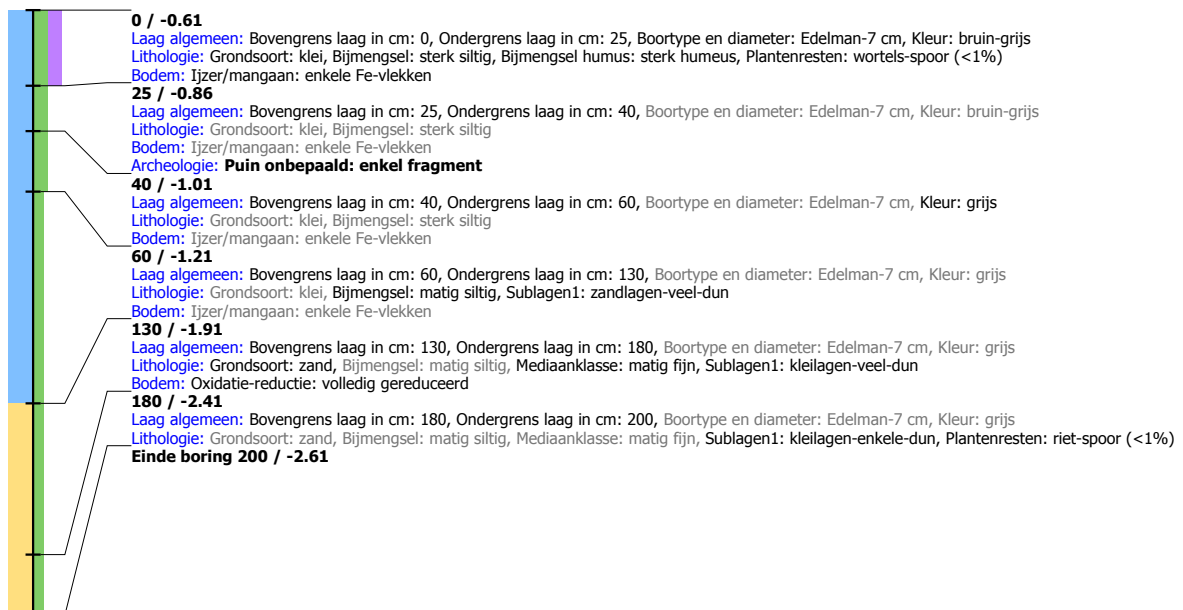 0 / -0.61
Laag algemeen: Bovengrens laag in cm: 0, Ondergrens laag in cm: 25, Boortype en diameter: Edelman-7 cm, Kleur: bruin-grijs
Lithologie: Grondsoort: klei, Bijmengsel: sterk siltig, Bijmengsel humus: sterk humeus, Plantenresten: wortels-spoor (<1%)
Bodem: Ijzer/mangaan: enkele Fe-vlekken
25 / -0.86
Laag algemeen: Bovengrens laag in cm: 25, Ondergrens laag in cm: 40, Boortype en diameter: Edelman-7 cm, Kleur: bruin-grijs
Lithologie: Grondsoort: klei, Bijmengsel: sterk siltig
Bodem: Ijzer/mangaan: enkele Fe-vlekken
Archeologie: Puin onbepaald: enkel fragment
40 / -1.01
Laag algemeen: Bovengrens laag in cm: 40, Ondergrens laag in cm: 60, Boortype en diameter: Edelman-7 cm, Kleur: grijs
Lithologie: Grondsoort: klei, Bijmengsel: sterk siltig
Bodem: Ijzer/mangaan: enkele Fe-vlekken
60 / -1.21
Laag algemeen: Bovengrens laag in cm: 60, Ondergrens laag in cm: 130, Boortype en diameter: Edelman-7 cm, Kleur: grijs
Lithologie: Grondsoort: klei, Bijmengsel: matig siltig, Sublagen1: zandlagen-veel-dun
Bodem: Ijzer/mangaan: enkele Fe-vlekken
130 / -1.91
Laag algemeen: Bovengrens laag in cm: 130, Ondergrens laag in cm: 180, Boortype en diameter: Edelman-7 cm, Kleur: grijs
Lithologie: Grondsoort: zand, Bijmengsel: matig siltig, Mediaanklasse: matig fijn, Sublagen1: kleilagen-veel-dun
Bodem: Oxidatie-reductie: volledig gereduceerd
180 / -2.41
Laag algemeen: Bovengrens laag in cm: 180, Ondergrens laag in cm: 200, Boortype en diameter: Edelman-7 cm, Kleur: grijs
Lithologie: Grondsoort: zand, Bijmengsel: matig siltig, Mediaanklasse: matig fijn, Sublagen1: kleilagen-enkele-dun, Plantenresten: riet-spoor (<1%)
Einde boring 200 / -2.61